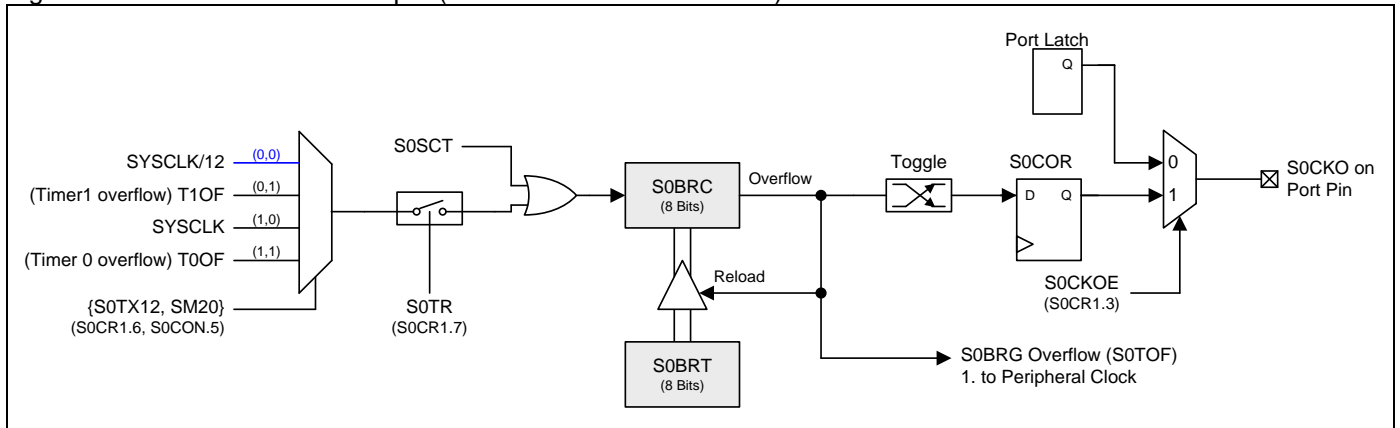 Port Latch
Q
S0SCT
SYSCLK/12
(0,0)
(Timer1 overflow) T1OF
(0,1)
SYSCLK
(1,0)
(Timer 0 overflow) T0OF
(1,1)
{S0TX12, SM20}
(S0CR1.6, S0CON.5)
S0TR
(S0CR1.7)
S0BRC
(8 Bits)
Overflow
Reload
S0BRT
(8 Bits)
Toggle
S0COR
D
Q
0
1
S0CKO on
Port Pin
S0CKOE
(S0CR1.3)
S0BRG Overflow (S0TOF)
1. to Peripheral Clock